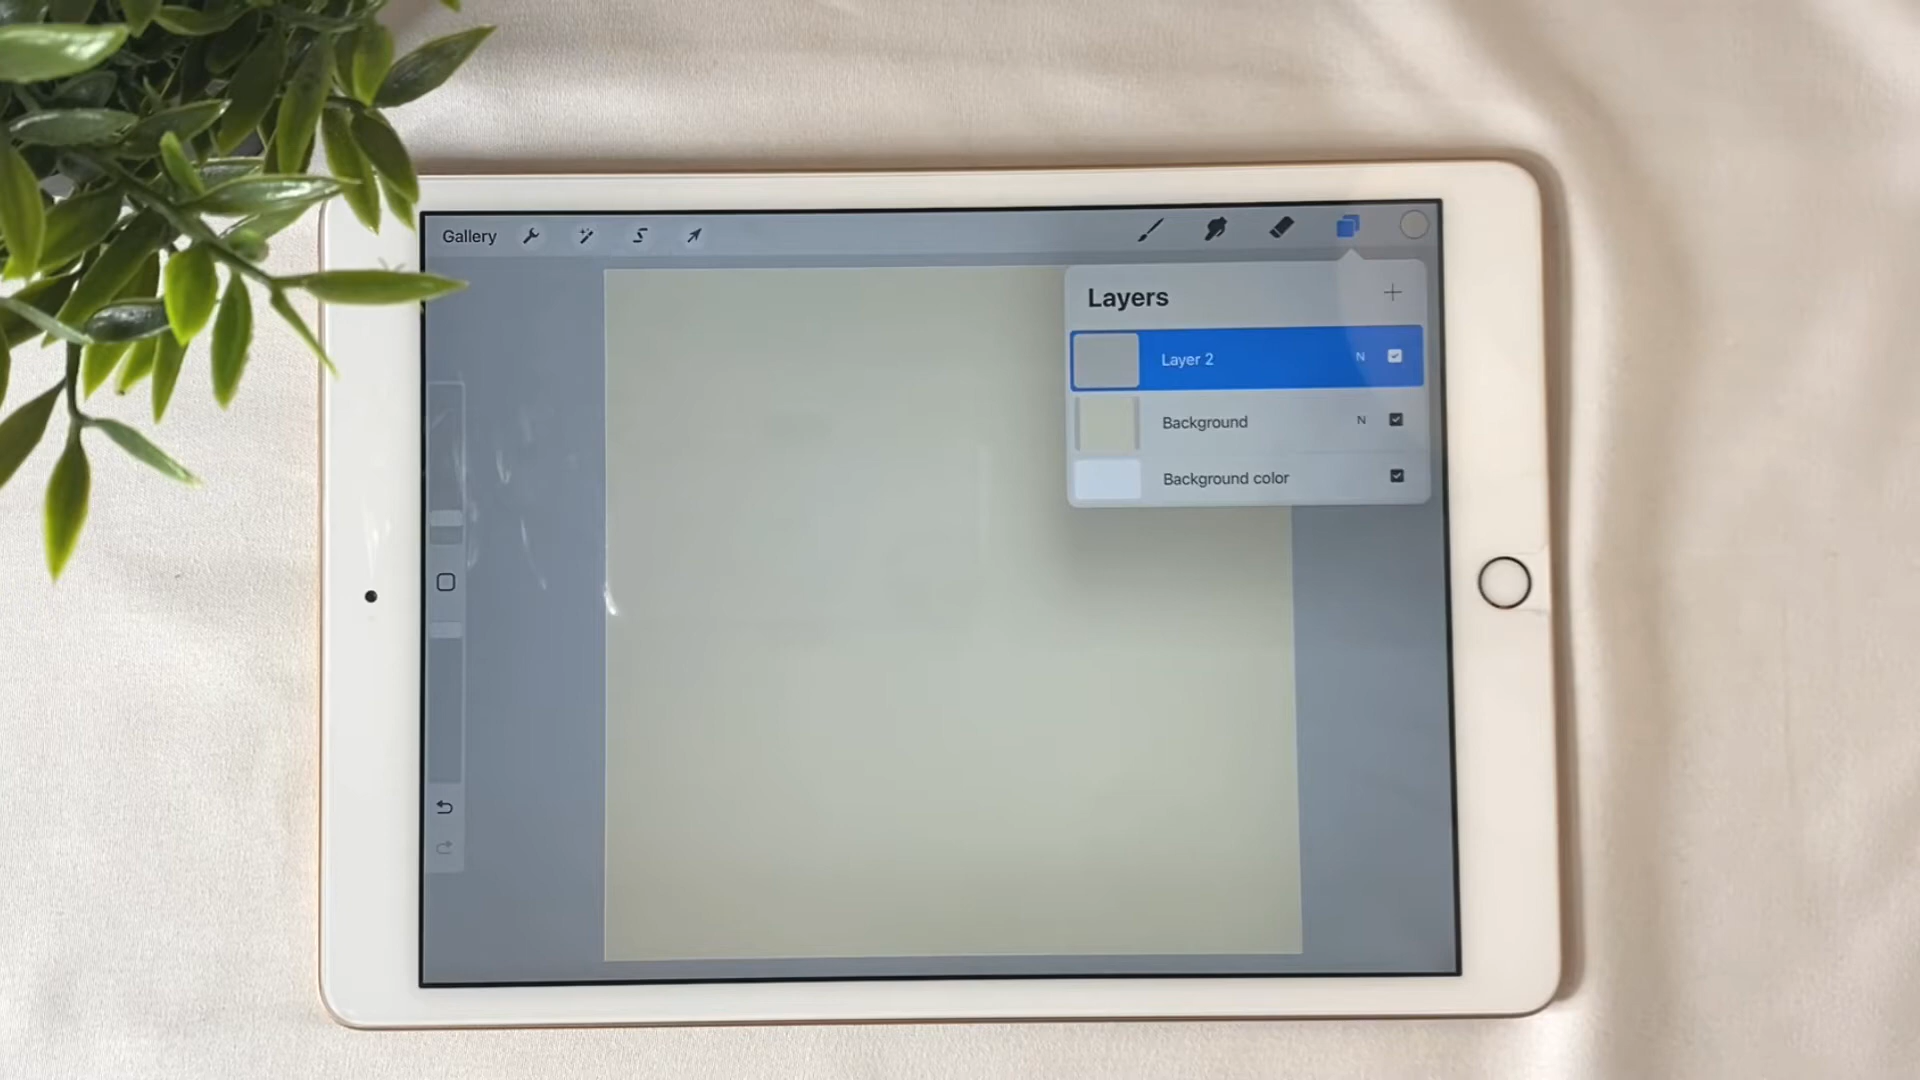 Gallery
Layers
Layer 2 N
Background N
Background color